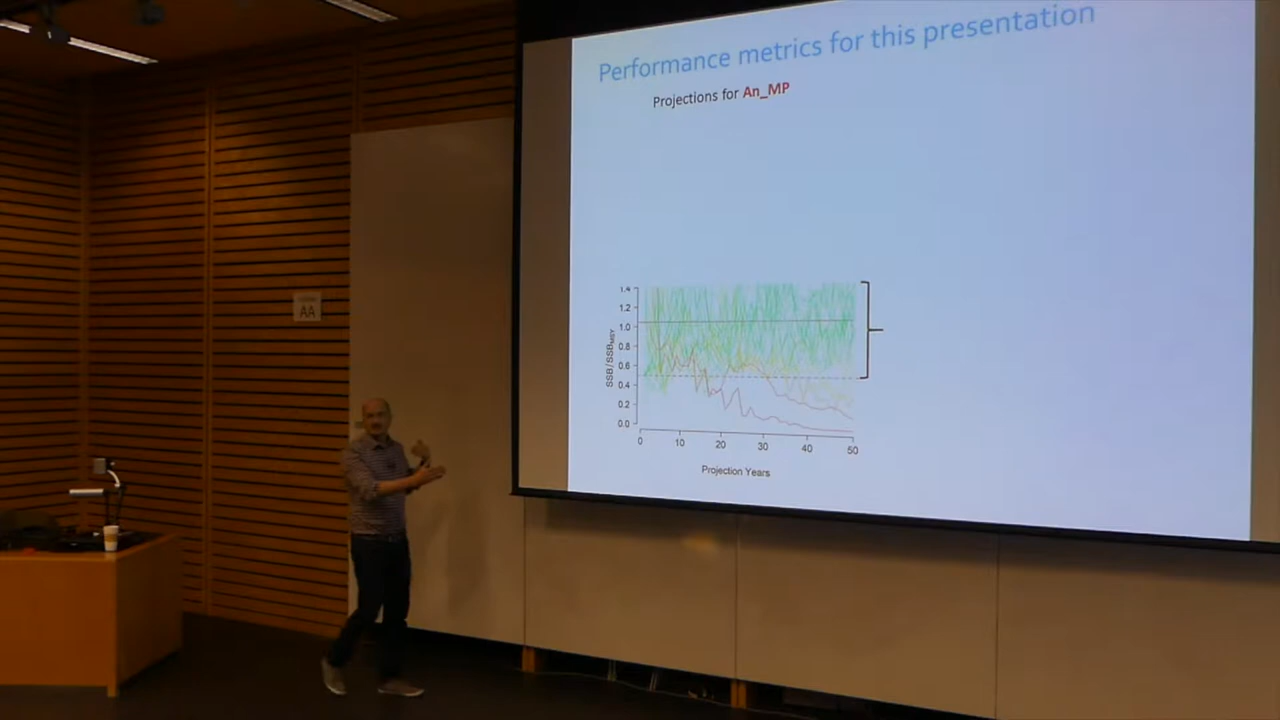 Performance metrics for this presentation
Projections for An_MP
1.4
1.2
1.0
0.8
0.6
0.4
0.2
0.0
SSB/SSBMSY
0 10 20 30 40 50
Projection Years
AA